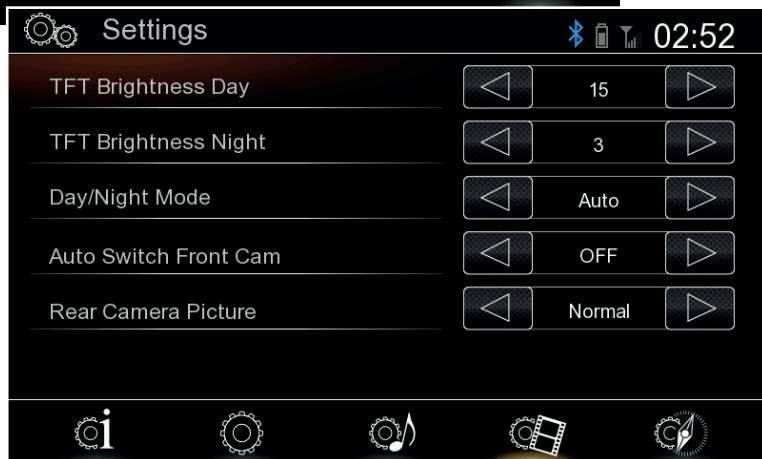 Settings 02:52
TFT Brightness Day 15
TFT Brightness Night 3
Day/Night Mode Auto
Auto Switch Front Cam OFF
Rear Camera Picture Normal
i